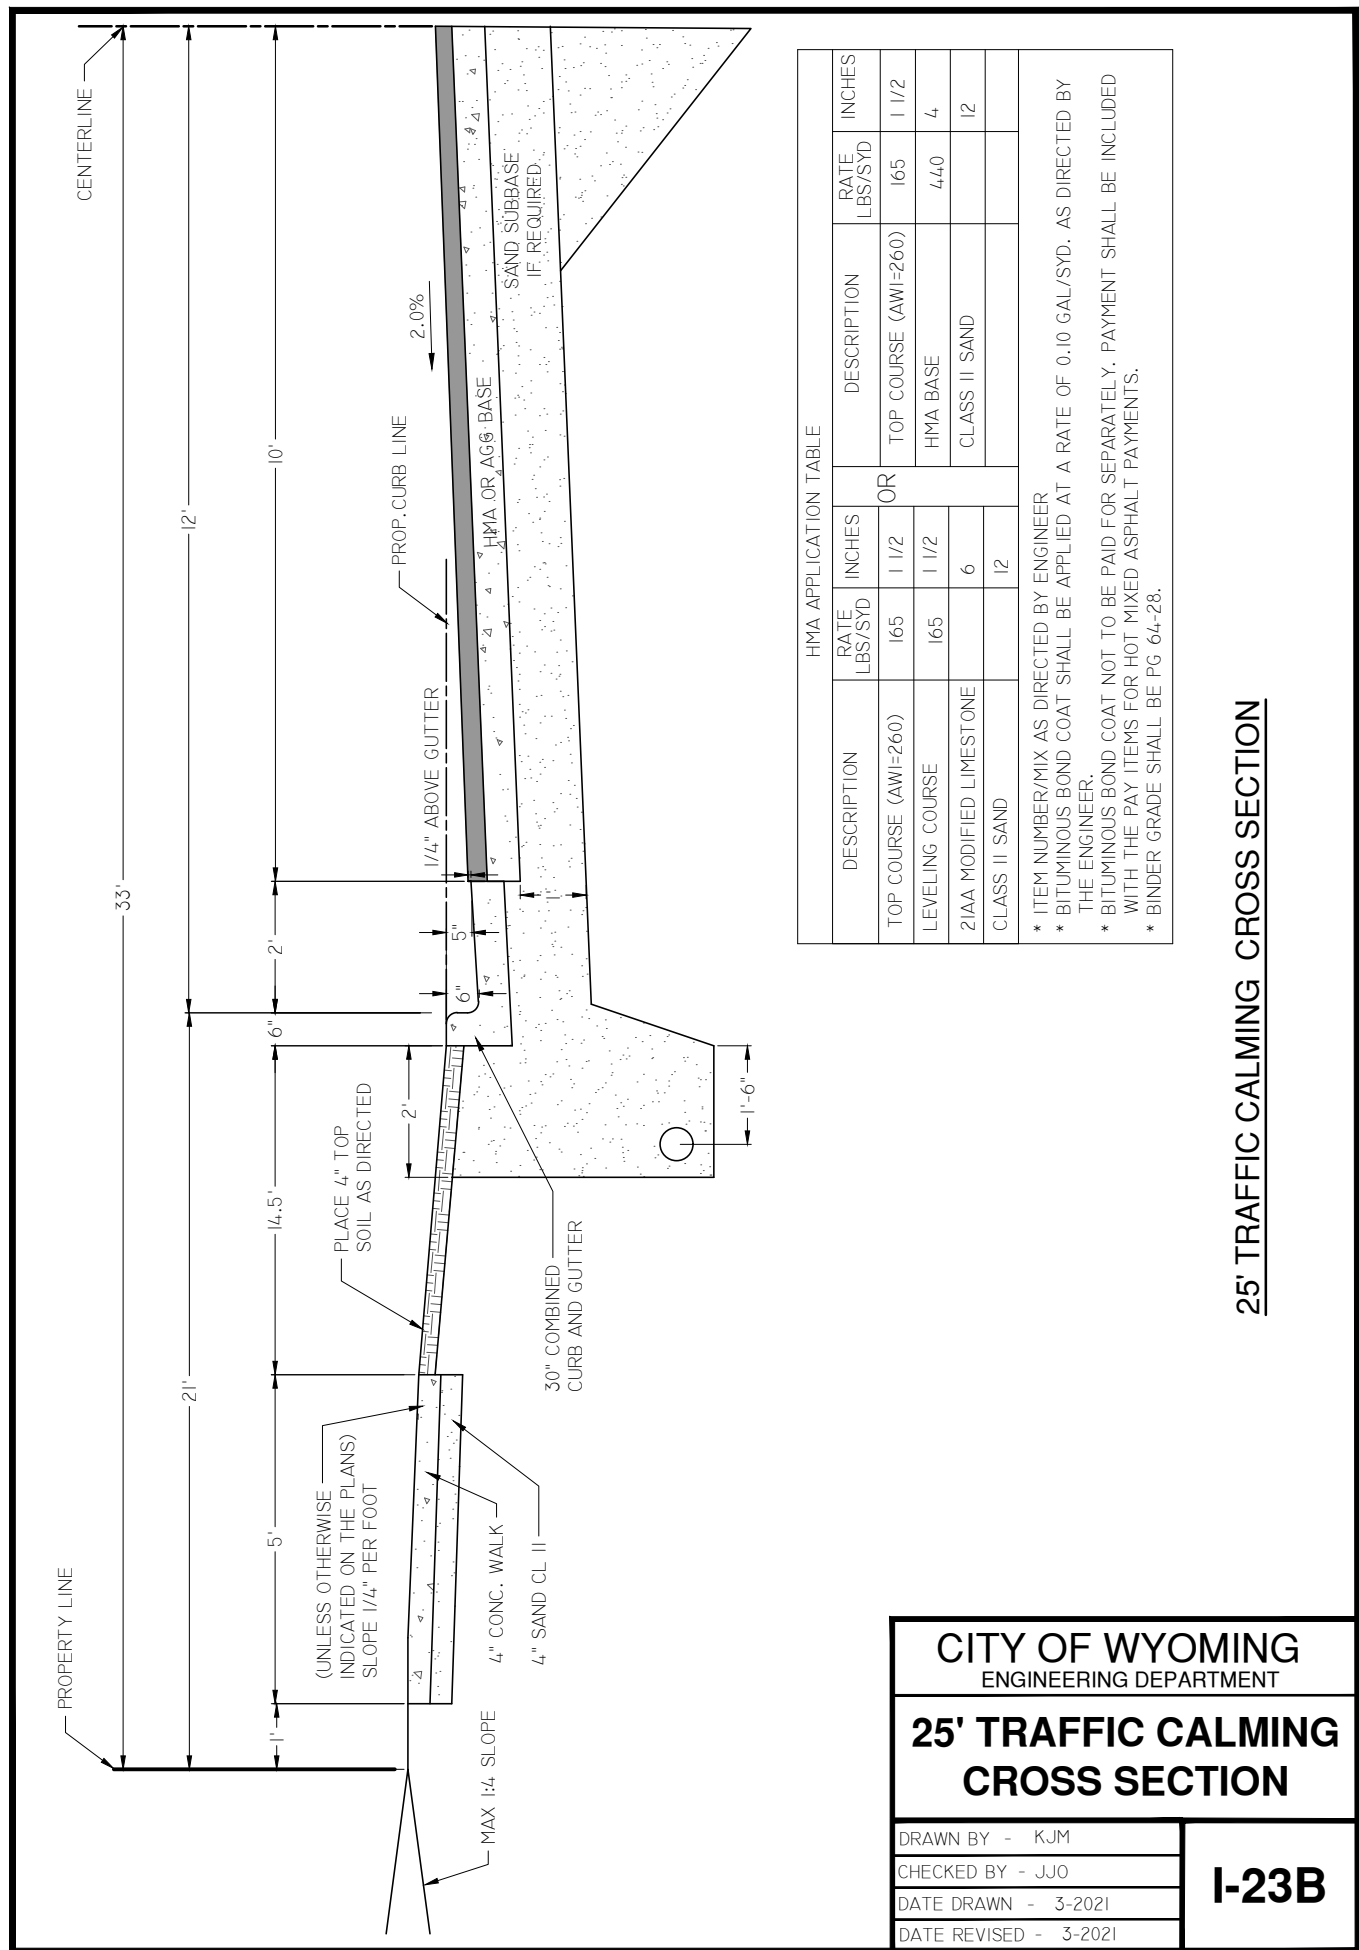 PROPERTY LINE
CENTERLINE
33'
21'
12'
1'
5'
14.5'
6"
2'
10'
(UNLESS OTHERWISE
INDICATED ON THE PLANS)
SLOPE 1/4" PER FOOT
PLACE 4" TOP
SOIL AS DIRECTED
2'
1/4" ABOVE GUTTER
PROP. CURB LINE
2.0%
6"
5"
1'
HMA OR AGG BASE
SAND SUBBASE
IF REQUIRED
MAX 1:4 SLOPE
4" CONC. WALK
4" SAND CL II
30" COMBINED
CURB AND GUTTER
1'-6"
HMA APPLICATION TABLE
DESCRIPTION RATE LBS/SYD INCHES OR DESCRIPTION RATE LBS/SYD INCHES
TOP COURSE (AWI=260) 165 1 1/2 TOP COURSE (AWI=260) 165 1 1/2
LEVELING COURSE 165 1 1/2 HMA BASE 440 4
21AA MODIFIED LIMESTONE 6 CLASS II SAND 12
CLASS II SAND 12
* ITEM NUMBER/MIX AS DIRECTED BY ENGINEER
* BITUMINOUS BOND COAT SHALL BE APPLIED AT A RATE OF 0.10 GAL/SYD. AS DIRECTED BY
THE ENGINEER.
* BITUMINOUS BOND COAT NOT TO BE PAID FOR SEPARATELY. PAYMENT SHALL BE INCLUDED
WITH THE PAY ITEMS FOR HOT MIXED ASPHALT PAYMENTS.
* BINDER GRADE SHALL BE PG 64-28.
25' TRAFFIC CALMING CROSS SECTION
CITY OF WYOMING
ENGINEERING DEPARTMENT
25' TRAFFIC CALMING
CROSS SECTION
DRAWN BY - KJM
CHECKED BY - JJO
DATE DRAWN - 3-2021
DATE REVISED - 3-2021
I-23B